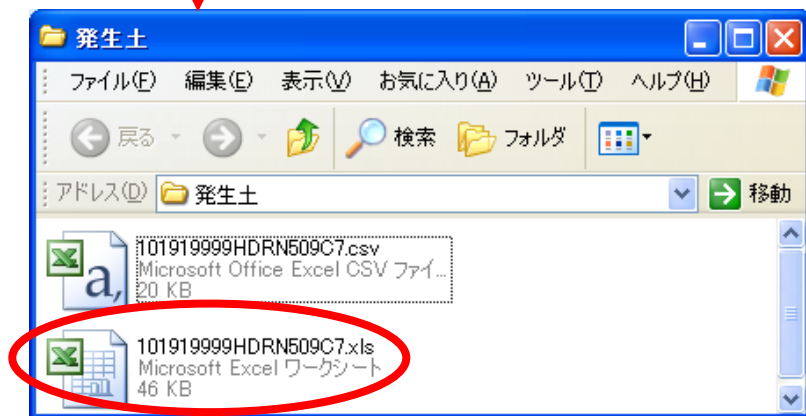 発生土
ファイル(F) 編集(E) 表示(V) お気に入り(A) ツール(T) ヘルプ(H)
戻る 検索 フォルダ
アドレス(D) 発生土 移動
101919999HDRN509C7.csv
Microsoft Office Excel CSV ファイ...
20 KB
101919999HDRN509C7.xls
Microsoft Excel ワークシート
46 KB